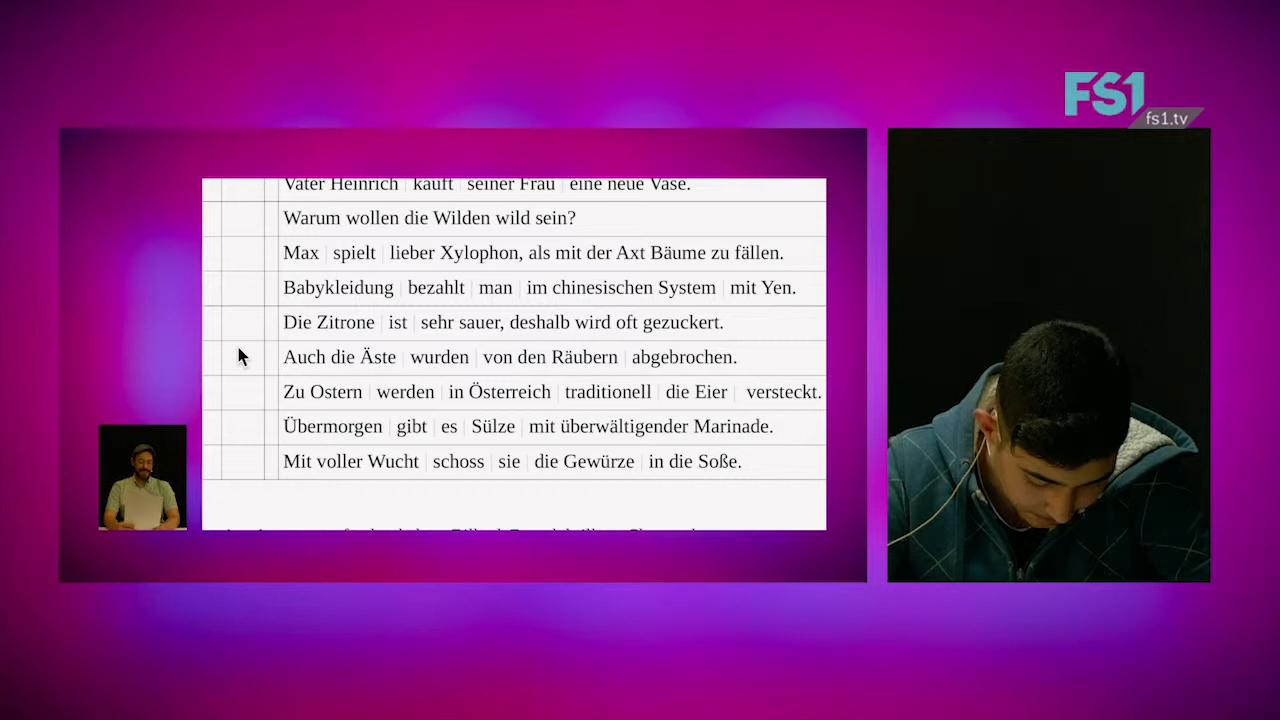 FS1
fs1.tv
Vater Heinrich | kauft | seiner Frau | eine neue Vase.
Warum wollen die Wilden wild sein?
Max | spielt | lieber Xylophon, als mit der Axt Bäume zu fällen.
Babykleidung | bezahlt | man | im chinesischen System | mit Yen.
Die Zitrone | ist | sehr sauer, deshalb wird oft gezuckert.
Auch die Äste | wurden | von den Räubern | abgebrochen.
Zu Ostern | werden | in Österreich | traditionell | die Eier | versteckt.
Übermorgen | gibt | es | Sülze | mit überwältigender Marinade.
Mit voller Wucht | schoss | sie | die Gewürze | in die Soße.